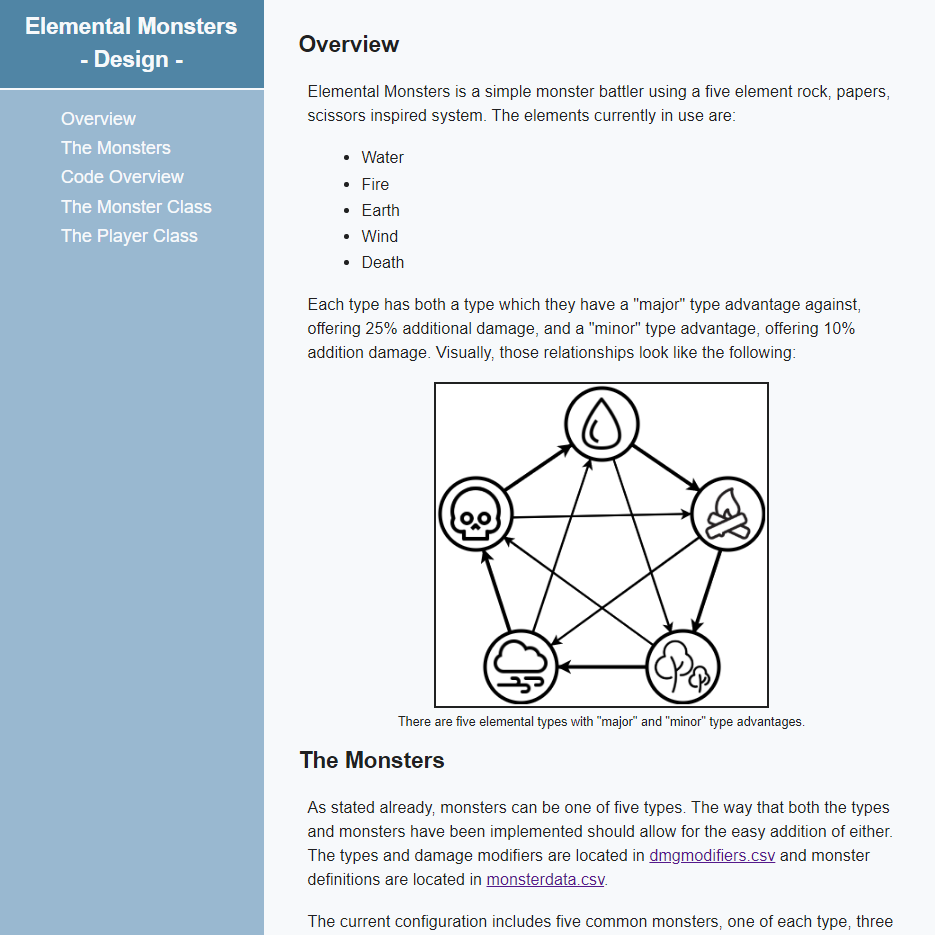 Elemental Monsters
- Design -
Overview
The Monsters
Code Overview
The Monster Class
The Player Class
Overview
Elemental Monsters is a simple monster battler using a five element rock, papers,
scissors inspired system. The elements currently in use are:
• Water
• Fire
• Earth
• Wind
• Death
Each type has both a type which they have a "major" type advantage against,
offering 25% additional damage, and a "minor" type advantage, offering 10%
addition damage. Visually, those relationships look like the following:
There are five elemental types with "major" and "minor" type advantages.
The Monsters
As stated already, monsters can be one of five types. The way that both the types
and monsters have been implemented should allow for the easy addition of either.
The types and damage modifiers are located in dmgmodifiers.csv and monster
definitions are located in monsterdata.csv.
The current configuration includes five common monsters, one of each type, three